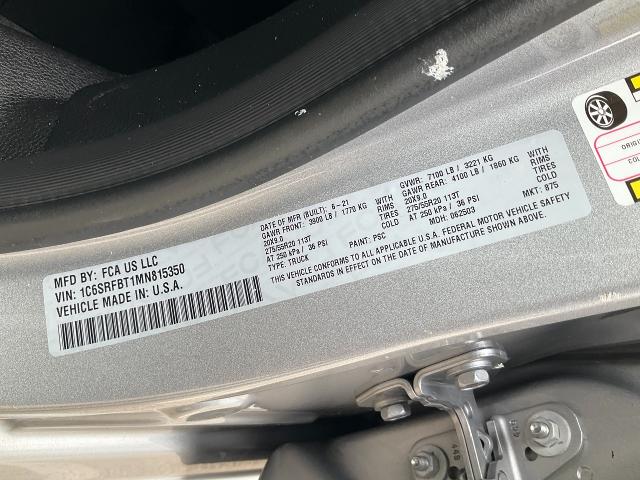 MFD BY: FCA US LLC
VIN: 1C6SRFBT1MN815350
VEHICLE MADE IN: U.S.A.
DATE OF MFR (BUILT): 6-21
GAWR FRONT: 3900 LB / 1770 KG WITH
20X9.0 RIMS
275/55R20 113T TIRES
AT 250 kPa / 36 PSI
TYPE: TRUCK
PAINT: PSC
GVWR: 7100 LB / 3221 KG
GAWR REAR: 4100 LB / 1860 KG WITH
20X9.0 RIMS
275/55R20 113T TIRES
AT 250 kPa / 36 PSI
MDH: 062503
MKT: 875
THIS VEHICLE CONFORMS TO ALL APPLICABLE U.S.A. FEDERAL MOTOR VEHICLE SAFETY
STANDARDS IN EFFECT ON THE DATE OF MANUFACTURE SHOWN ABOVE.
ORIGI
449